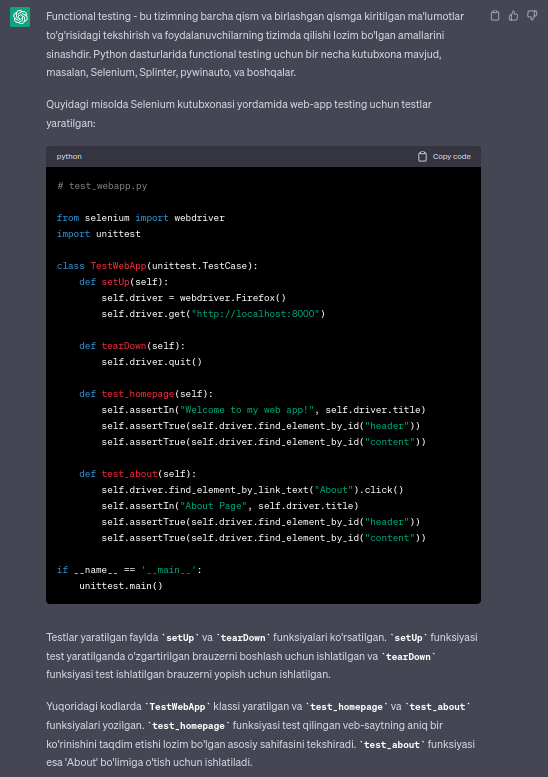 Functional testing - bu tizimning barcha qism va birlashgan qismga kiritilgan ma'lumotlar
to'g'risidagi tekshirish va foydalanuvchilarning tizimda qilishi lozim bo'lgan amallarini
sinashdir. Python dasturlarida functional testing uchun bir necha kutubxona mavjud,
masalan, Selenium, Splinter, pywinauto, va boshqalar.
Quyidagi misolda Selenium kutubxonasi yordamida web-app testing uchun testlar
yaratilgan:
python Copy code
# test_webapp.py
from selenium import webdriver
import unittest
class TestWebApp(unittest.TestCase):
    def setUp(self):
        self.driver = webdriver.Firefox()
        self.driver.get("http://localhost:8000")
    def tearDown(self):
        self.driver.quit()
    def test_homepage(self):
        self.assertIn("Welcome to my web app!", self.driver.title)
        self.assertTrue(self.driver.find_element_by_id("header"))
        self.assertTrue(self.driver.find_element_by_id("content"))
    def test_about(self):
        self.driver.find_element_by_link_text("About").click()
        self.assertIn("About Page", self.driver.title)
        self.assertTrue(self.driver.find_element_by_id("header"))
        self.assertTrue(self.driver.find_element_by_id("content"))
if __name__ == '__main__':
    unittest.main()
Testlar yaratilgan faylda `setUp` va `tearDown` funksiyalari ko'rsatilgan. `setUp` funksiyasi
test yaratilganda o'zgartirilgan brauzerni boshlash uchun ishlatilgan va `tearDown`
funksiyasi test ishlatilgan brauzerni yopish uchun ishlatilgan.
Yuqoridagi kodlarda `TestWebApp` klassi yaratilgan va `test_homepage` va `test_about`
funksiyalari yozilgan. `test_homepage` funksiyasi test qilingan veb-saytning aniq bir
ko'rinishini taqdim etishi lozim bo'lgan asosiy sahifasini tekshiradi. `test_about` funksiyasi
esa 'About' bo'limiga o'tish uchun ishlatiladi.